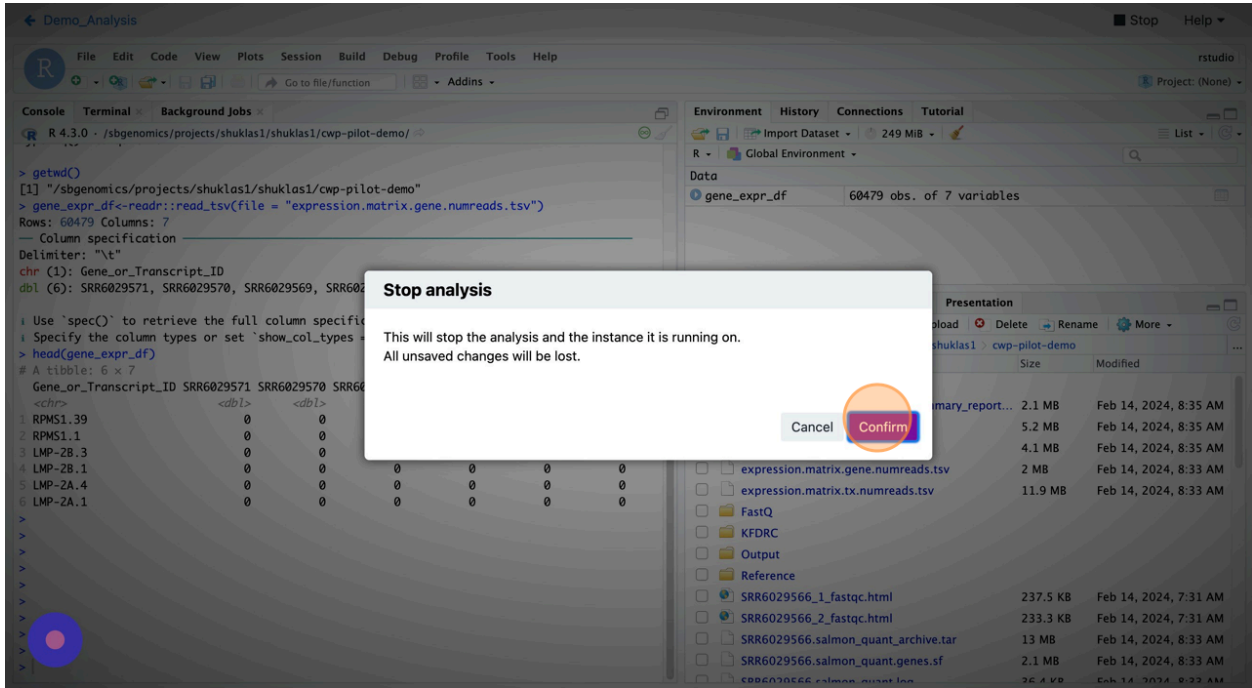 Demo_Analysis
Stop Help
R
File Edit Code View Plots Session Build Debug Profile Tools Help
rstudio
Go to file/function
Addins
Project: (None)
Console Terminal Background Jobs
R 4.3.0 · /sbgenomics/projects/shuklas1/shuklas1/cwp-pilot-demo/
> getwd()
[1] "/sbgenomics/projects/shuklas1/shuklas1/cwp-pilot-demo"
> gene_expr_df<-readr::read_tsv(file = "expression.matrix.gene.numreads.tsv")
Rows: 60479 Columns: 7
— Column specification
Delimiter: "\t"
chr (1): Gene_or_Transcript_ID
dbl (6): SRR6029571, SRR6029570, SRR6029569, SRR602
i Use `spec()` to retrieve the full column specific
i Specify the column types or set `show_col_types =
> head(gene_expr_df)
# A tibble: 6 × 7
Gene_or_Transcript_ID SRR6029571 SRR6029570 SRR60
<chr> <dbl> <dbl>
1 RPMS1.39 0 0
2 RPMS1.1 0 0
3 LMP-2B.3 0 0
4 LMP-2B.1 0 0 0 0 0 0
5 LMP-2A.4 0 0 0 0 0 0
6 LMP-2A.1 0 0 0 0 0 0
>
>
>
>
>
>
>
>
>
Environment History Connections Tutorial
Import Dataset 249 MiB List
R Global Environment
Data
gene_expr_df 60479 obs. of 7 variables
Stop analysis
This will stop the analysis and the instance it is running on.
All unsaved changes will be lost.
Cancel Confirm
Presentation
pload Delete Rename More
shuklas1 cwp-pilot-demo ...
Size Modified
mary_report... 2.1 MB Feb 14, 2024, 8:35 AM
5.2 MB Feb 14, 2024, 8:35 AM
4.1 MB Feb 14, 2024, 8:35 AM
expression.matrix.gene.numreads.tsv 2 MB Feb 14, 2024, 8:33 AM
expression.matrix.tx.numreads.tsv 11.9 MB Feb 14, 2024, 8:33 AM
FastQ
KFDRC
Output
Reference
SRR6029566_1_fastqc.html 237.5 KB Feb 14, 2024, 7:31 AM
SRR6029566_2_fastqc.html 233.3 KB Feb 14, 2024, 7:31 AM
SRR6029566.salmon_quant_archive.tar 13 MB Feb 14, 2024, 8:33 AM
SRR6029566.salmon_quant.genes.sf 2.1 MB Feb 14, 2024, 8:33 AM
SRR6029566.salmon_quant.log 36.4 KB Feb 14, 2024, 8:33 AM